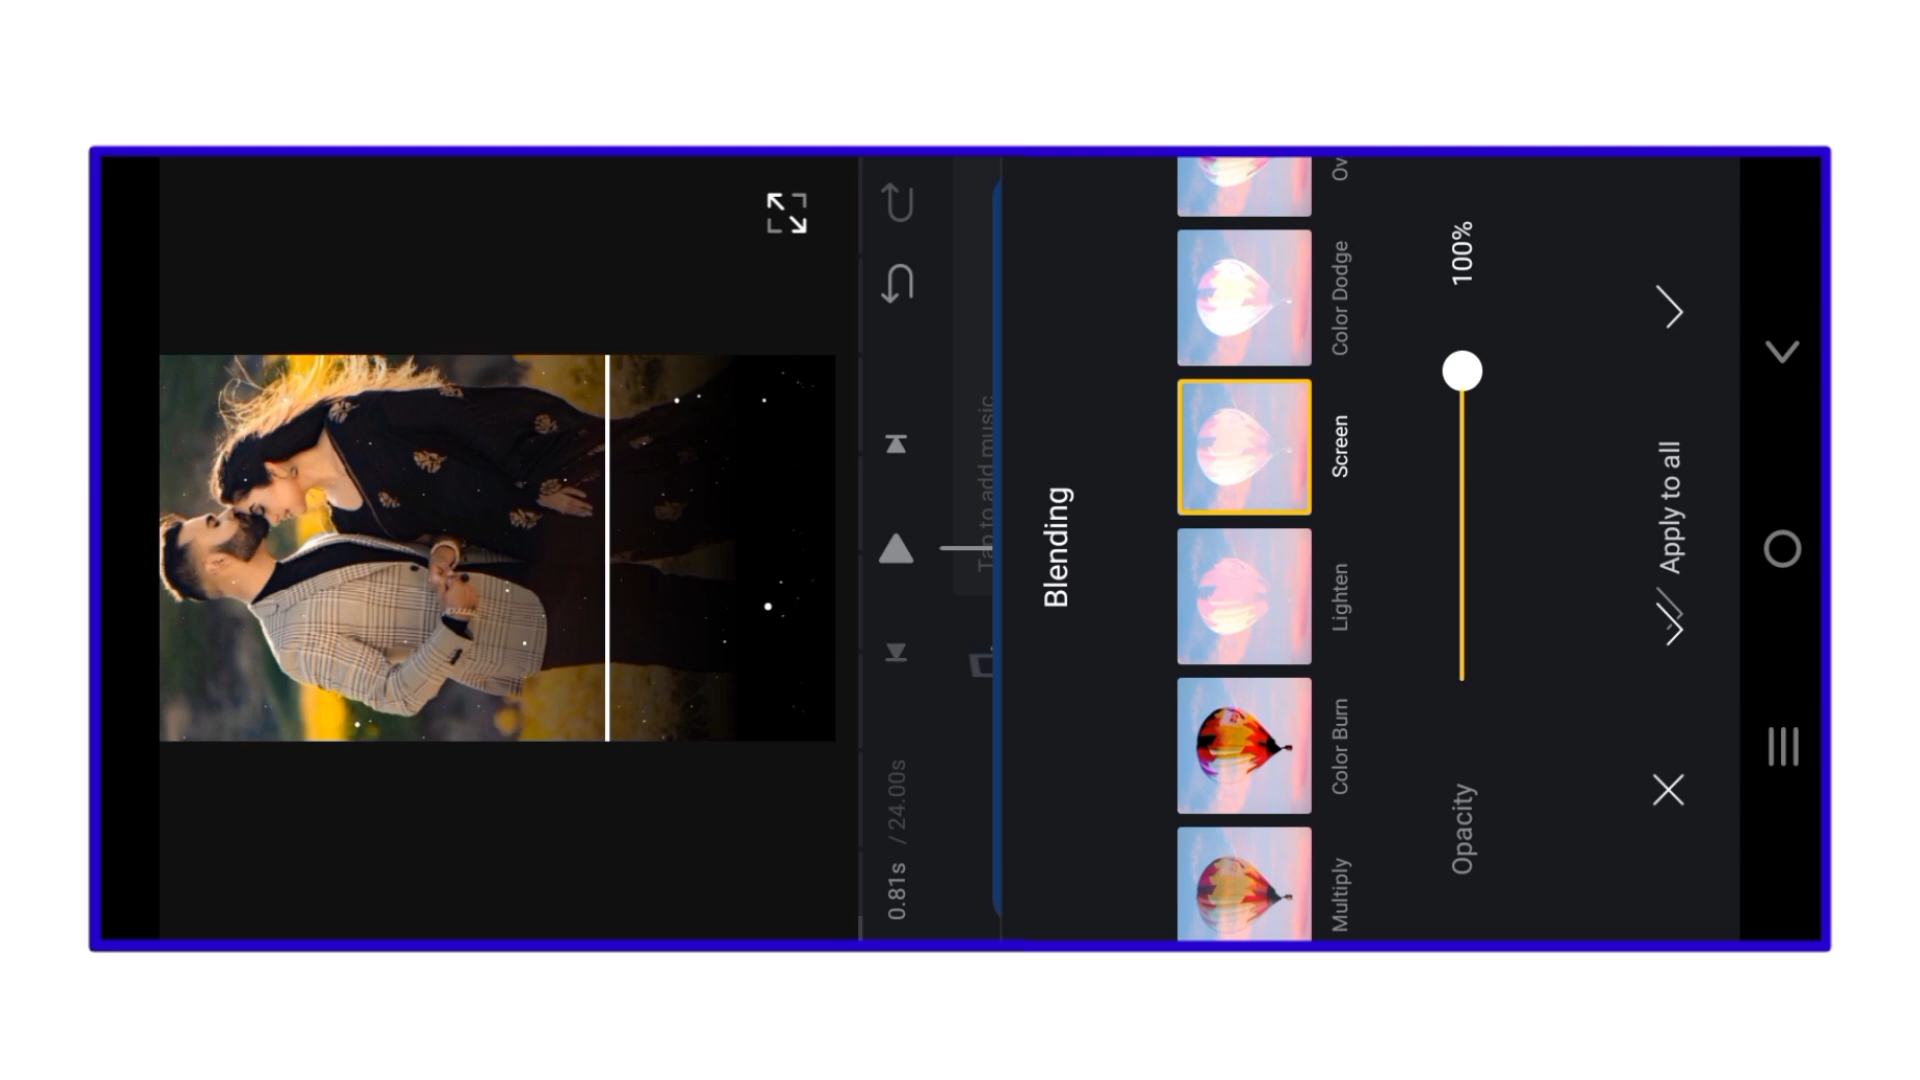 0.81s / 24.00s
Tap to add music
Blending
Multiply
Color Burn
Lighten
Screen
Color Dodge
Ov
Opacity
100%
Apply to all